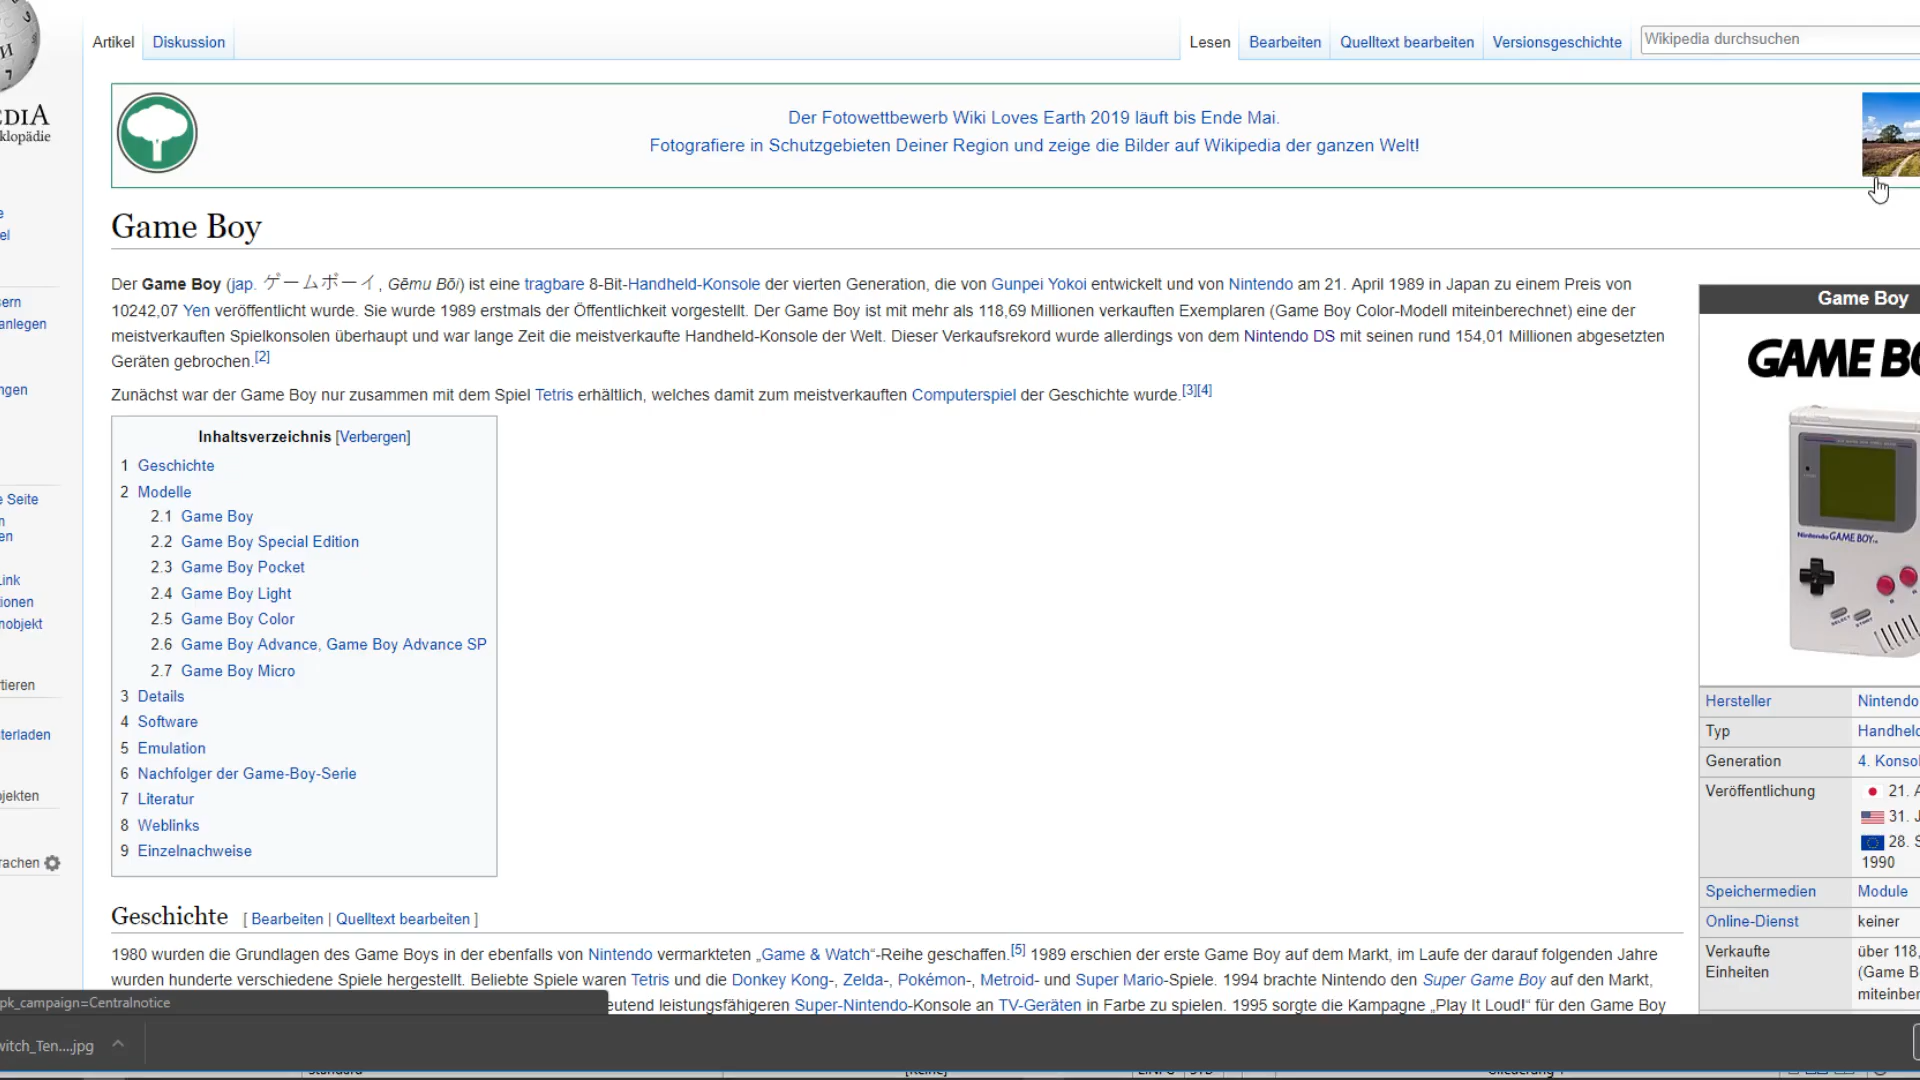 Artikel Diskussion Lesen Bearbeiten Quelltext bearbeiten Versionsgeschichte Wikipedia durchsuchen
EDIA
klopädie
Der Fotowettbewerb Wiki Loves Earth 2019 läuft bis Ende Mai.
Fotografiere in Schutzgebieten Deiner Region und zeige die Bilder auf Wikipedia der ganzen Welt!
e
el
sern
anlegen
ngen
e Seite
n
en
ionen
nobjekt
tieren
terladen
jekten
rachen
Game Boy
Der Game Boy (jap. ゲームボーイ, Gēmu Bōi) ist eine tragbare 8-Bit-Handheld-Konsole der vierten Generation, die von Gunpei Yokoi entwickelt und von Nintendo am 21. April 1989 in Japan zu einem Preis von
10242,07 Yen veröffentlicht wurde. Sie wurde 1989 erstmals der Öffentlichkeit vorgestellt. Der Game Boy ist mit mehr als 118,69 Millionen verkauften Exemplaren (Game Boy Color-Modell miteinberechnet) eine der
meistverkauften Spielkonsolen überhaupt und war lange Zeit die meistverkaufte Handheld-Konsole der Welt. Dieser Verkaufsrekord wurde allerdings von dem Nintendo DS mit seinen rund 154,01 Millionen abgesetzten
Geräten gebrochen.[2]
Zunächst war der Game Boy nur zusammen mit dem Spiel Tetris erhältlich, welches damit zum meistverkauften Computerspiel der Geschichte wurde.[3][4]
Inhaltsverzeichnis [Verbergen]
1 Geschichte
2 Modelle
2.1 Game Boy
2.2 Game Boy Special Edition
2.3 Game Boy Pocket
2.4 Game Boy Light
2.5 Game Boy Color
2.6 Game Boy Advance, Game Boy Advance SP
2.7 Game Boy Micro
3 Details
4 Software
5 Emulation
6 Nachfolger der Game-Boy-Serie
7 Literatur
8 Weblinks
9 Einzelnachweise
Geschichte [ Bearbeiten | Quelltext bearbeiten ]
1980 wurden die Grundlagen des Game Boys in der ebenfalls von Nintendo vermarkteten „Game & Watch“-Reihe geschaffen.[5] 1989 erschien der erste Game Boy auf dem Markt, im Laufe der darauf folgenden Jahre
wurden hunderte verschiedene Spiele hergestellt. Beliebte Spiele waren Tetris und die Donkey Kong-, Zelda-, Pokémon-, Metroid- und Super Mario-Spiele. 1994 brachte Nintendo den Super Game Boy auf den Markt,
eutend leistungsfähigeren Super-Nintendo-Konsole an TV-Geräten in Farbe zu spielen. 1995 sorgte die Kampagne „Play It Loud!“ für den Game Boy
Game Boy
GAME BO
Nintendo GAME BOY
SELECT START
Hersteller Nintendo
Typ Handheld
Generation 4. Konsol
Veröffentlichung 21. A
31. J
28. S
1990
Speichermedien Module
Online-Dienst keiner
Verkaufte Einheiten über 118,
(Game B
miteinber
pk_campaign=Centralnotice
witch_Ten....jpg